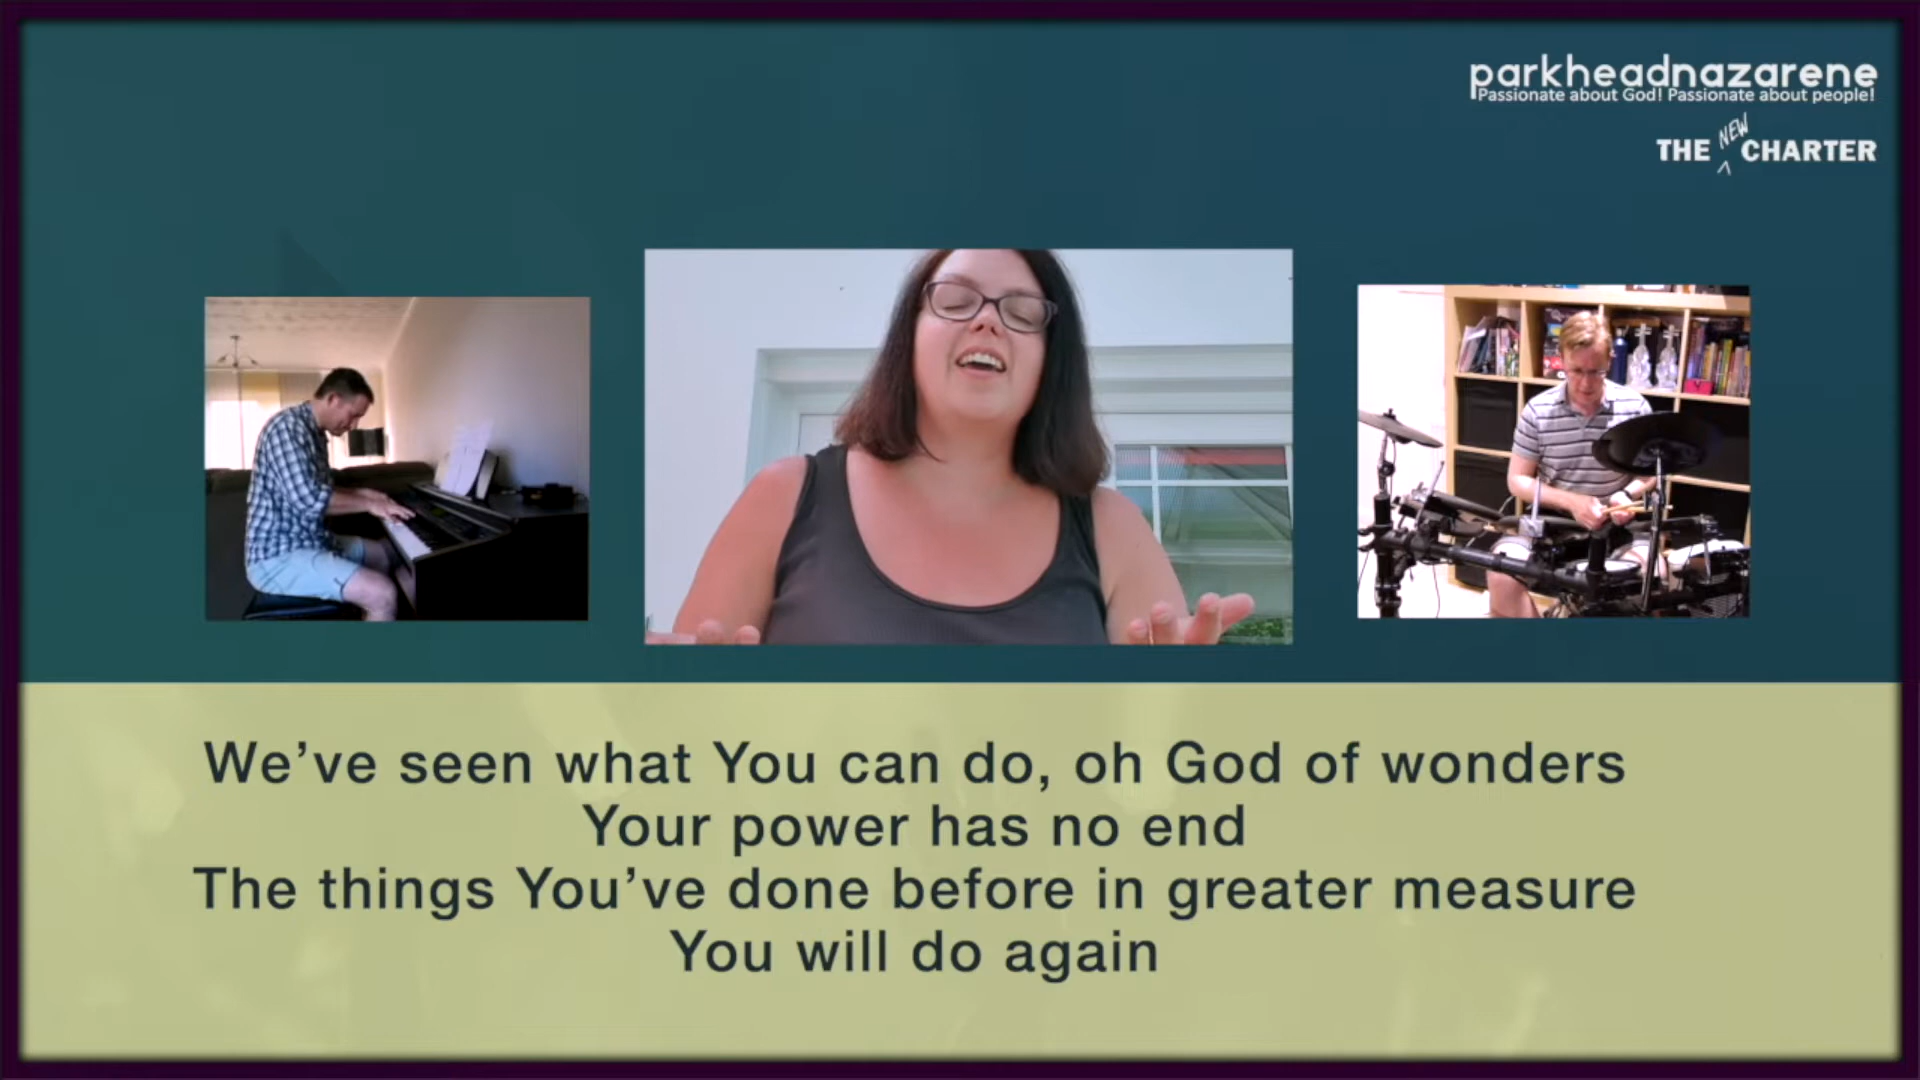 parkheadnazarene
Passionate about God! Passionate about people!
NEW
THE ^ CHARTER
We've seen what You can do, oh God of wonders
Your power has no end
The things You've done before in greater measure
You will do again